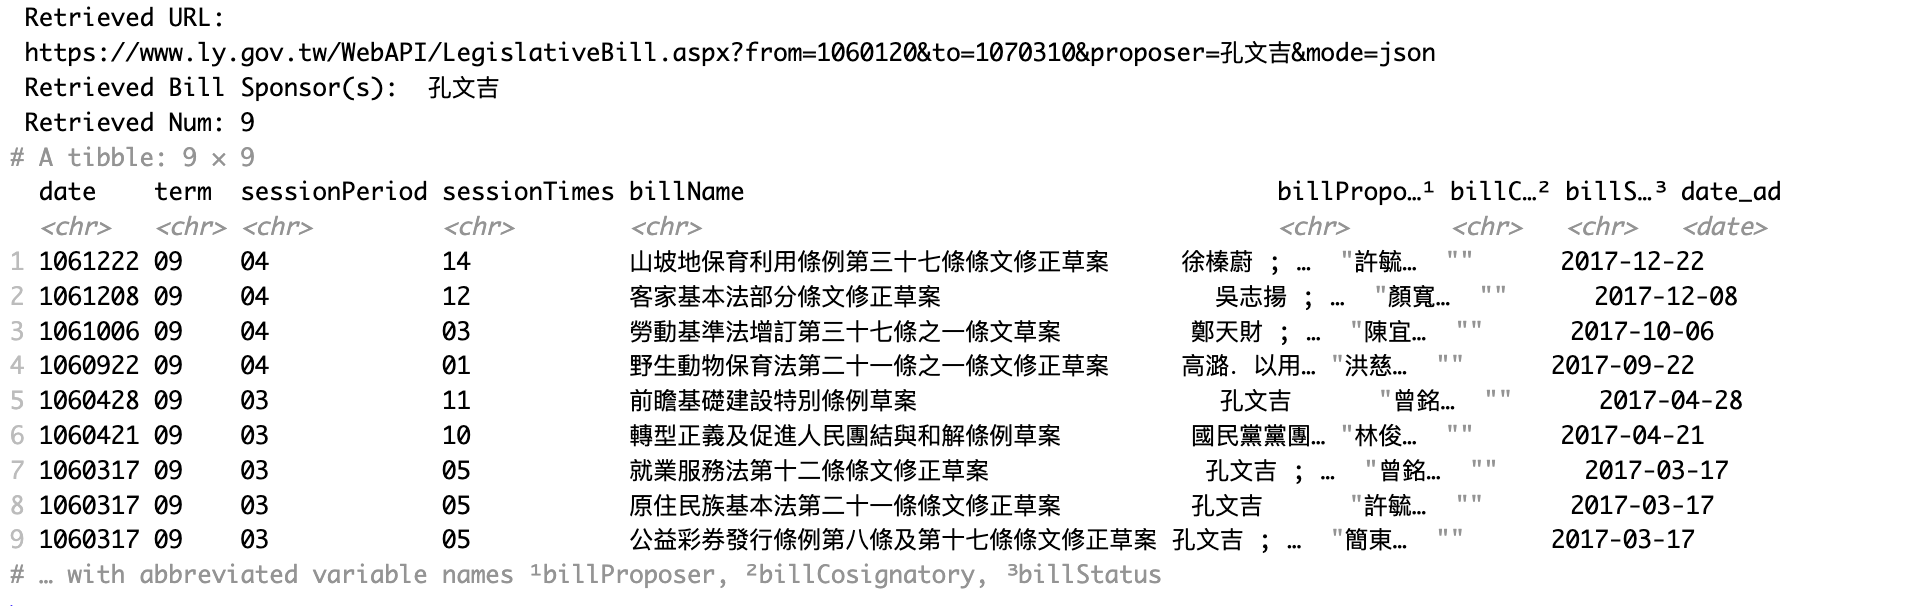 Retrieved URL:
https://www.ly.gov.tw/WebAPI/LegislativeBill.aspx?from=1060120&to=1070310&proposer=孔文吉&mode=json
Retrieved Bill Sponsor(s):  孔文吉
Retrieved Num: 9
# A tibble: 9 × 9
date term sessionPeriod sessionTimes billName billPropo…¹ billC…² billS…³ date_ad
<chr> <chr> <chr> <chr> <chr> <chr> <chr> <chr> <date>
1 1061222 09 04 14 山坡地保育利用條例第三十七條條文修正草案 徐榛蔚 ; … "許毓… "" 2017-12-22
2 1061208 09 04 12 客家基本法部分條文修正草案 吳志揚 ; … "顏寬… "" 2017-12-08
3 1061006 09 04 03 勞動基準法增訂第三十七條之一條文草案 鄭天財 ; … "陳宜… "" 2017-10-06
4 1060922 09 04 01 野生動物保育法第二十一條之一條文修正草案 高潞．以用… "洪慈… "" 2017-09-22
5 1060428 09 03 11 前瞻基礎建設特別條例草案 孔文吉 "曾銘… "" 2017-04-28
6 1060421 09 03 10 轉型正義及促進人民團結與和解條例草案 國民黨黨團… "林俊… "" 2017-04-21
7 1060317 09 03 05 就業服務法第十二條條文修正草案 孔文吉 ; … "曾銘… "" 2017-03-17
8 1060317 09 03 05 原住民族基本法第二十一條條文修正草案 孔文吉 "許毓… "" 2017-03-17
9 1060317 09 03 05 公益彩券發行條例第八條及第十七條條文修正草案 孔文吉 ; … "簡東… "" 2017-03-17
# … with abbreviated variable names ¹billProposer, ²billCosignatory, ³billStatus